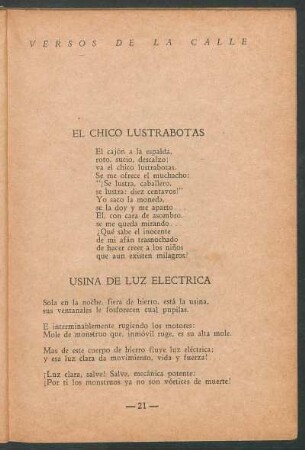 VERSOS DE LA CALLE
EL CHICO LUSTRABOTAS
El cajón a la espalda,
roto, sucio, descalzo;
va el chico lustrabotas.
Se me ofrece el muchacho:
"¡Se lustra, caballero,
se lustra; diez centavos!"
Yo saco la moneda,
se la doy y me aparto...
El, con cara de asombro,
se me queda mirando.
¿Qué sabe el inocente
de mi afán trasnochado
de hacer creer a los niños
que aun existen milagros?
USINA DE LUZ ELECTRICA
Sola en la noche, fiera de hierro, está la usina,
sus ventanales le fosforecen cual pupilas.
E interminablemente rugiendo los motores:
Mole de monstruo que, inmóvil ruge, es su alta mole.
Mas de este cuerpo de hierro fluye luz eléctrica;
y esa luz clara da movimiento, vida y fuerza!
¡Luz clara, salve! Salve, mecánica potente:
¡Por ti los monstruos ya no son vórtices de muerte!
— 21 —